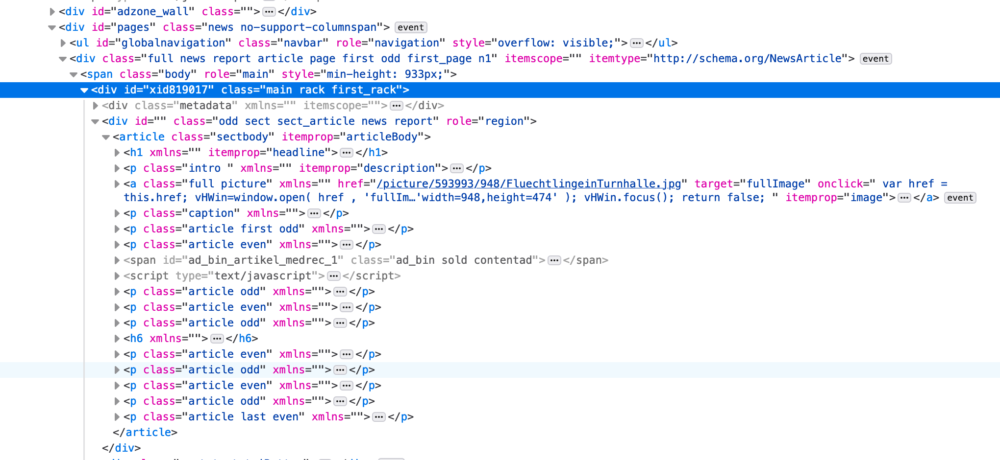 <div id="adzone_wall" class="">…</div>
<div id="pages" class="news no-support-columnspan"> event
<ul id="globalnavigation" class="navbar" role="navigation" style="overflow: visible;">…</ul>
<div class="full news report article page first odd first_page n1" itemscope="" itemtype="http://schema.org/NewsArticle"> event
<span class="body" role="main" style="min-height: 933px;">
<div id="xid819017" class="main rack first_rack">
<div class="metadata" xmlns="" itemscope="">…</div>
<div id="" class="odd sect sect_article news report" role="region">
<article class="sectbody" itemprop="articleBody">
<h1 xmlns="" itemprop="headline">…</h1>
<p class="intro " xmlns="" itemprop="description">…</p>
<a class="full picture" xmlns="" href="/picture/593993/948/FluechtlingeinTurnhalle.jpg" target="fullImage" onclick=" var href =
this.href; vHWin=window.open( href , 'fullIm…'width=948,height=474' ); vHWin.focus(); return false; " itemprop="image">…</a> event
<p class="caption" xmlns="">…</p>
<p class="article first odd" xmlns="">…</p>
<p class="article even" xmlns="">…</p>
<span id="ad_bin_artikel_medrec_1" class="ad_bin sold contentad">…</span>
<script type="text/javascript">…</script>
<p class="article odd" xmlns="">…</p>
<p class="article even" xmlns="">…</p>
<p class="article odd" xmlns="">…</p>
<h6 xmlns="">…</h6>
<p class="article even" xmlns="">…</p>
<p class="article odd" xmlns="">…</p>
<p class="article even" xmlns="">…</p>
<p class="article odd" xmlns="">…</p>
<p class="article last even" xmlns="">…</p>
</article>
</div>